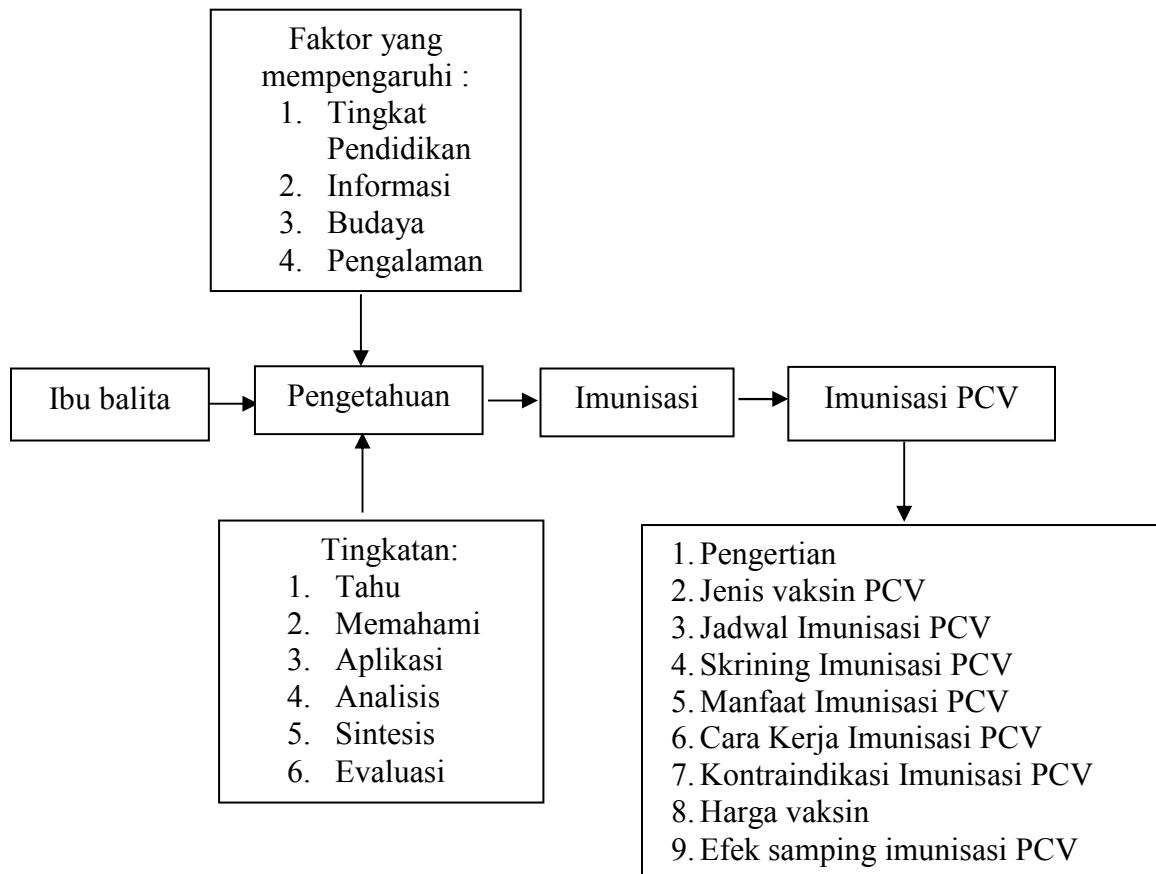 Faktor yang
mempengaruhi :
1. Tingkat
Pendidikan
2. Informasi
3. Budaya
4. Pengalaman
Ibu balita
Pengetahuan
Imunisasi
Imunisasi PCV
Tingkatan:
1. Tahu
2. Memahami
3. Aplikasi
4. Analisis
5. Sintesis
6. Evaluasi
1. Pengertian
2. Jenis vaksin PCV
3. Jadwal Imunisasi PCV
4. Skrining Imunisasi PCV
5. Manfaat Imunisasi PCV
6. Cara Kerja Imunisasi PCV
7. Kontraindikasi Imunisasi PCV
8. Harga vaksin
9. Efek samping imunisasi PCV